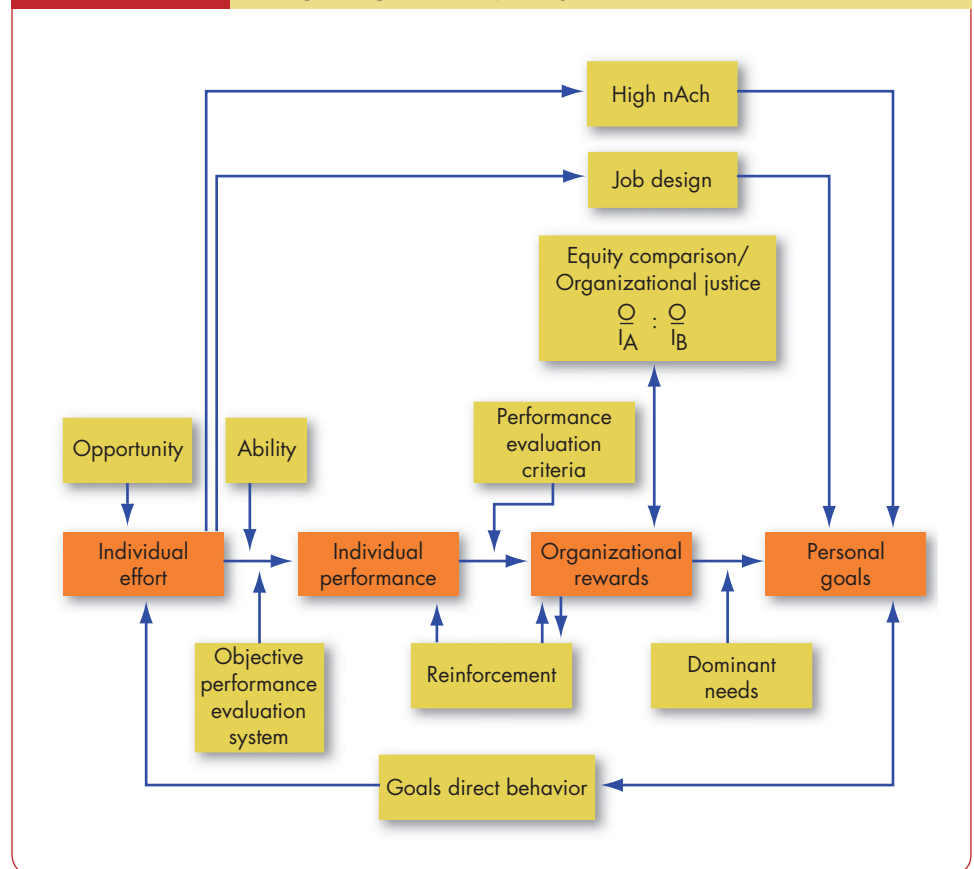 High nAch
Job design
Equity comparison/
Organizational justice
O : O
IA IB
Performance
evaluation
criteria
Opportunity
Ability
Individual
effort
Individual
performance
Organizational
rewards
Personal
goals
Objective
performance
evaluation
system
Reinforcement
Dominant
needs
Goals direct behavior